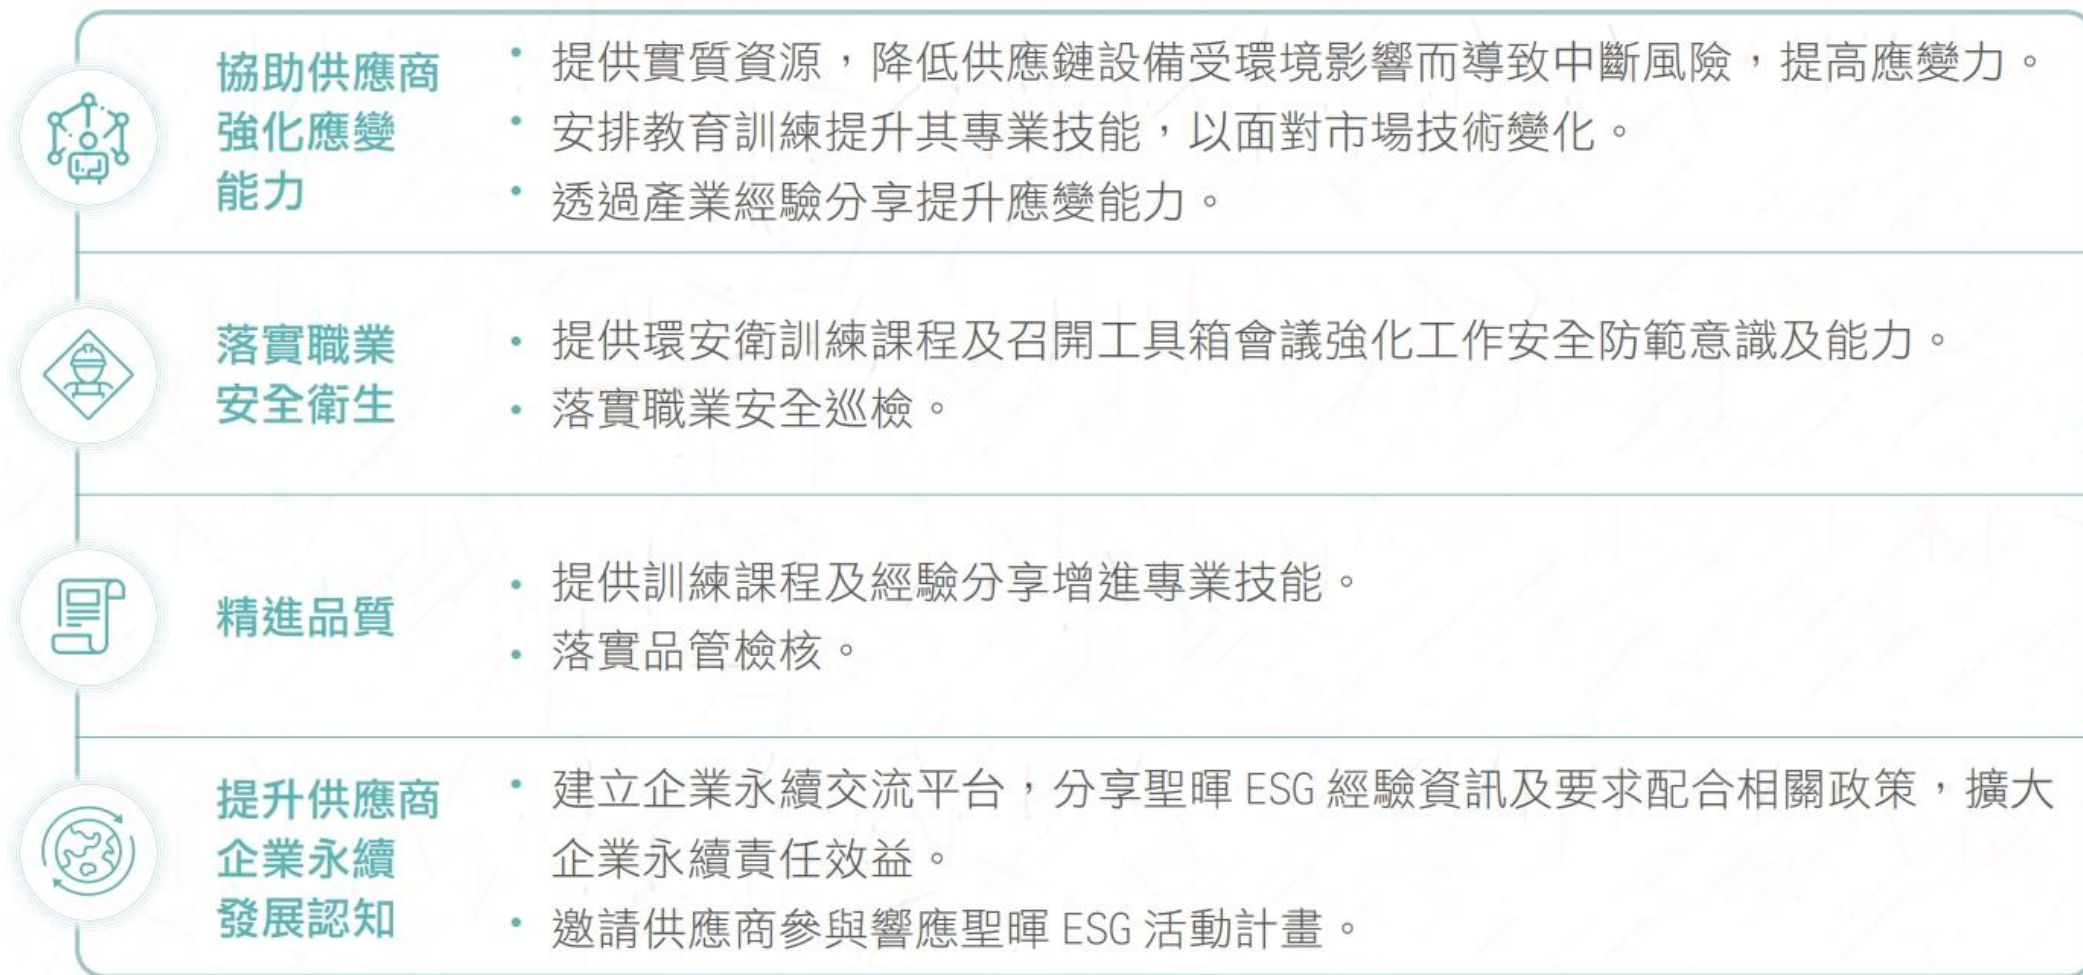 協助供應商
強化應變
能力
• 提供實質資源，降低供應鏈設備受環境影響而導致中斷風險，提高應變力。
• 安排教育訓練提升其專業技能，以面對市場技術變化。
• 透過產業經驗分享提升應變能力。
落實職業
安全衛生
• 提供環安衛訓練課程及召開工具箱會議強化工作安全防範意識及能力。
• 落實職業安全巡檢。
精進品質
• 提供訓練課程及經驗分享增進專業技能。
• 落實品管檢核。
提升供應商
企業永續
發展認知
• 建立企業永續交流平台，分享聖暉 ESG 經驗資訊及要求配合相關政策，擴大
企業永續責任效益。
• 邀請供應商參與響應聖暉 ESG 活動計畫。